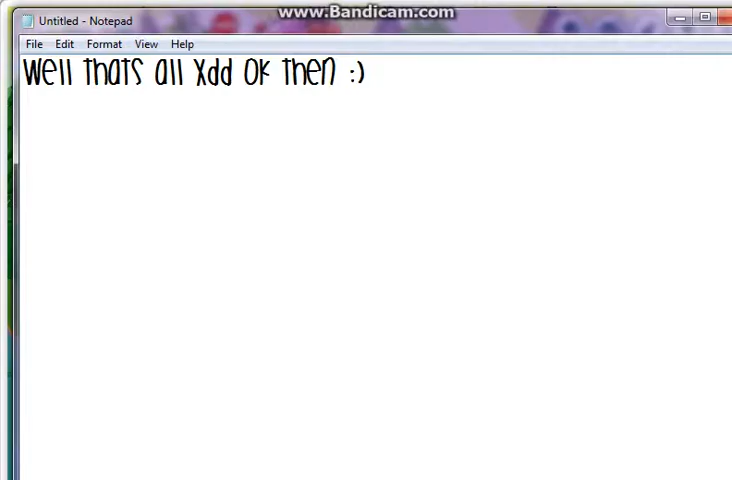 www.Bandicam.com
Untitled - Notepad
File Edit Format View Help
Well thats all Xdd Ok then :)